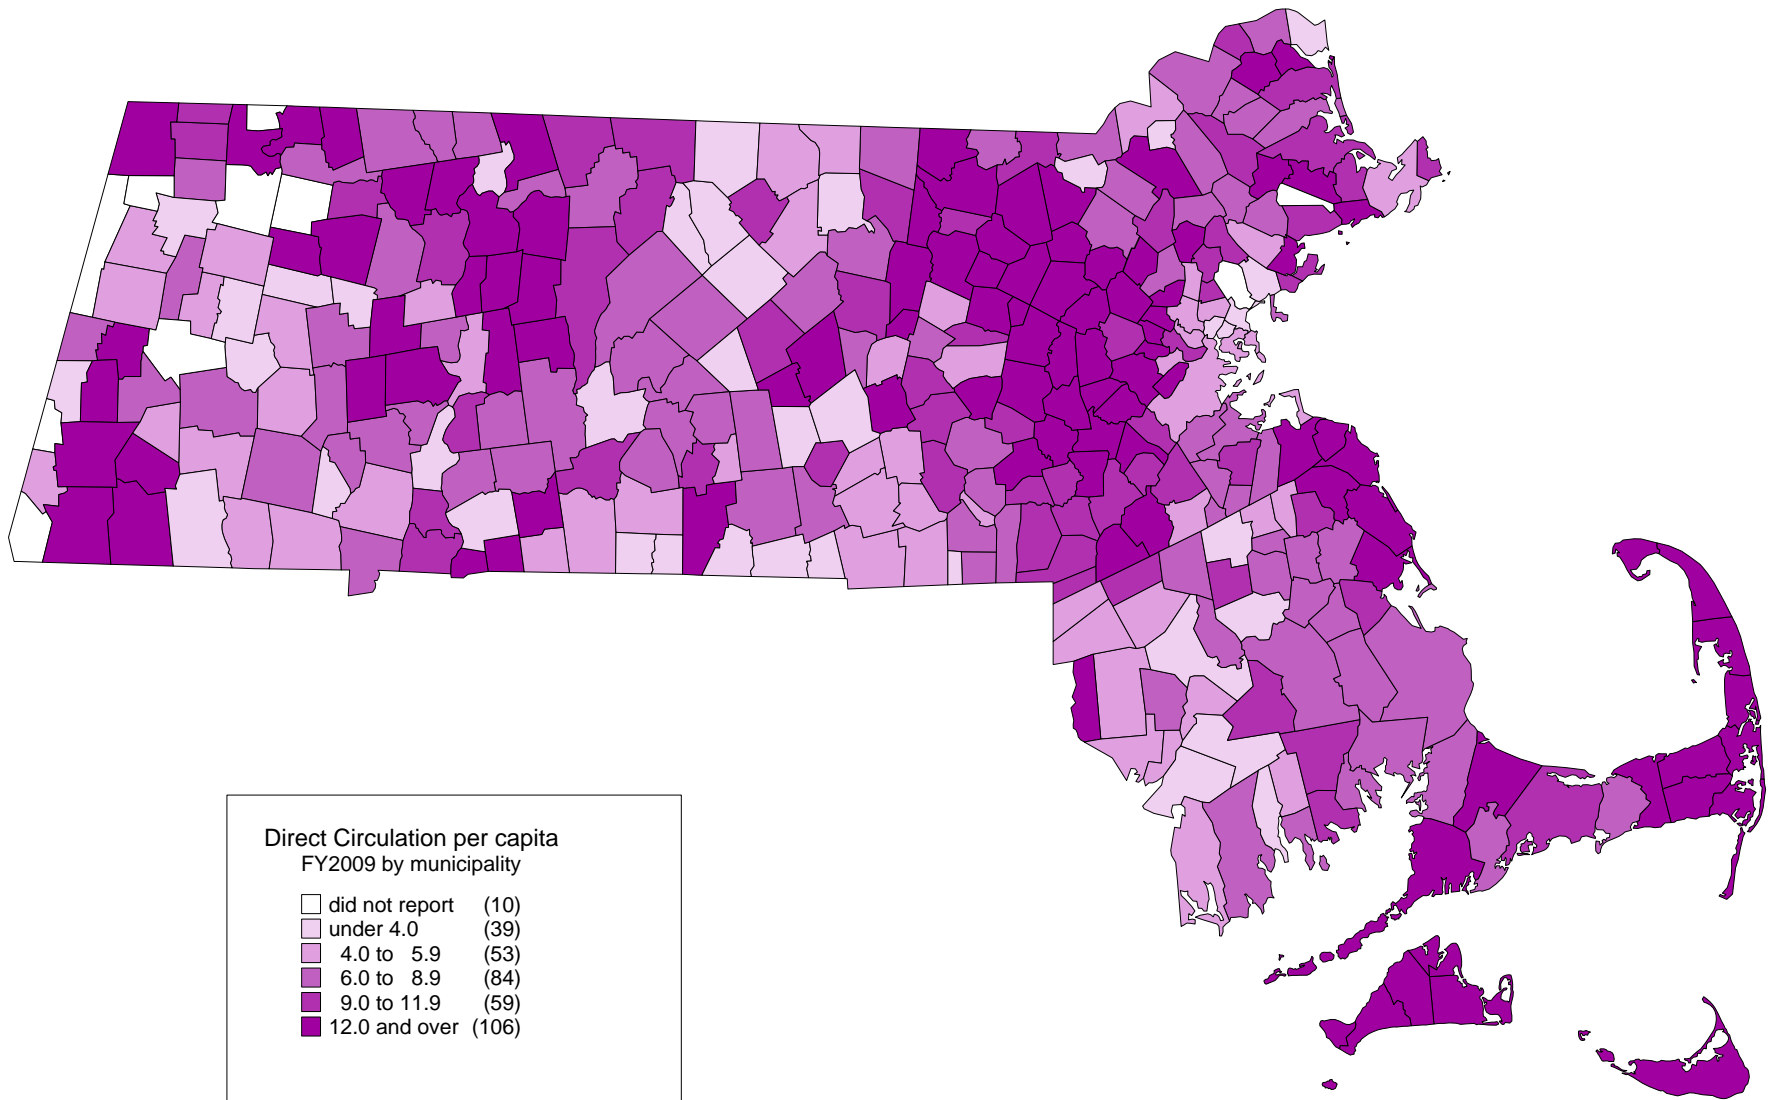 Direct Circulation per capita
FY2009 by municipality
did not report (10)
under 4.0 (39)
4.0 to 5.9 (53)
6.0 to 8.9 (84)
9.0 to 11.9 (59)
12.0 and over (106)